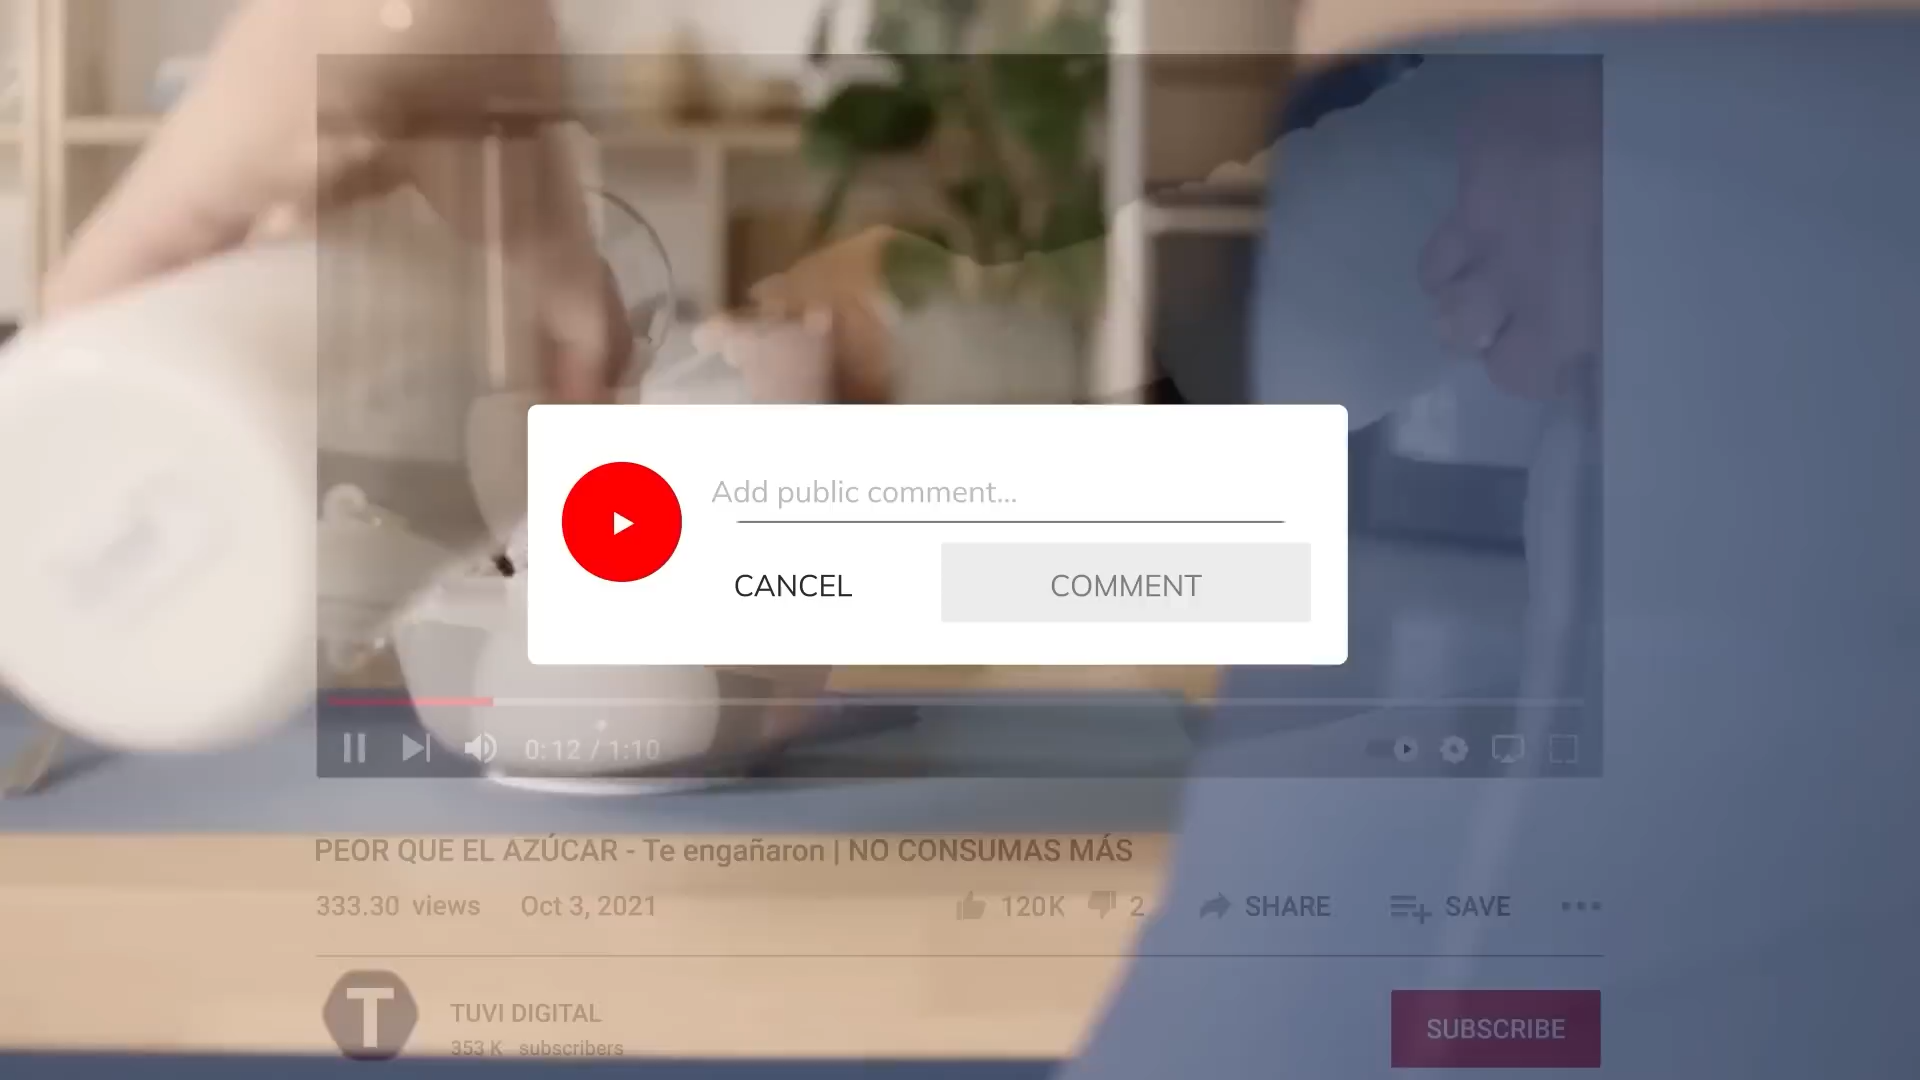 Add public comment...
CANCEL
COMMENT
0:12 / 1:10
PEOR QUE EL AZÚCAR - Te engañaron | NO CONSUMAS MÁS
333.30 views
Oct 3, 2021
120K
2
SHARE
SAVE
T
TUVI DIGITAL
353 K subscribers
SUBSCRIBE